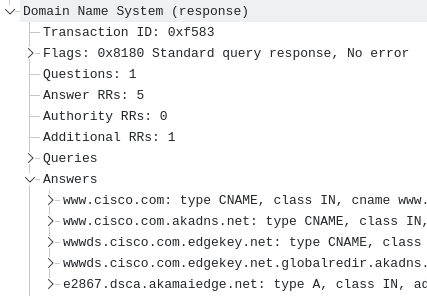 Domain Name System (response)
Transaction ID: 0xf583
Flags: 0x8180 Standard query response, No error
Questions: 1
Answer RRs: 5
Authority RRs: 0
Additional RRs: 1
Queries
Answers
www.cisco.com: type CNAME, class IN, cname www.
www.cisco.com.akadns.net: type CNAME, class IN,
wwwds.cisco.com.edgekey.net: type CNAME, class
wwwds.cisco.com.edgekey.net.globalredir.akadns.
e2867.dsca.akamaiedge.net: type A, class IN, ad